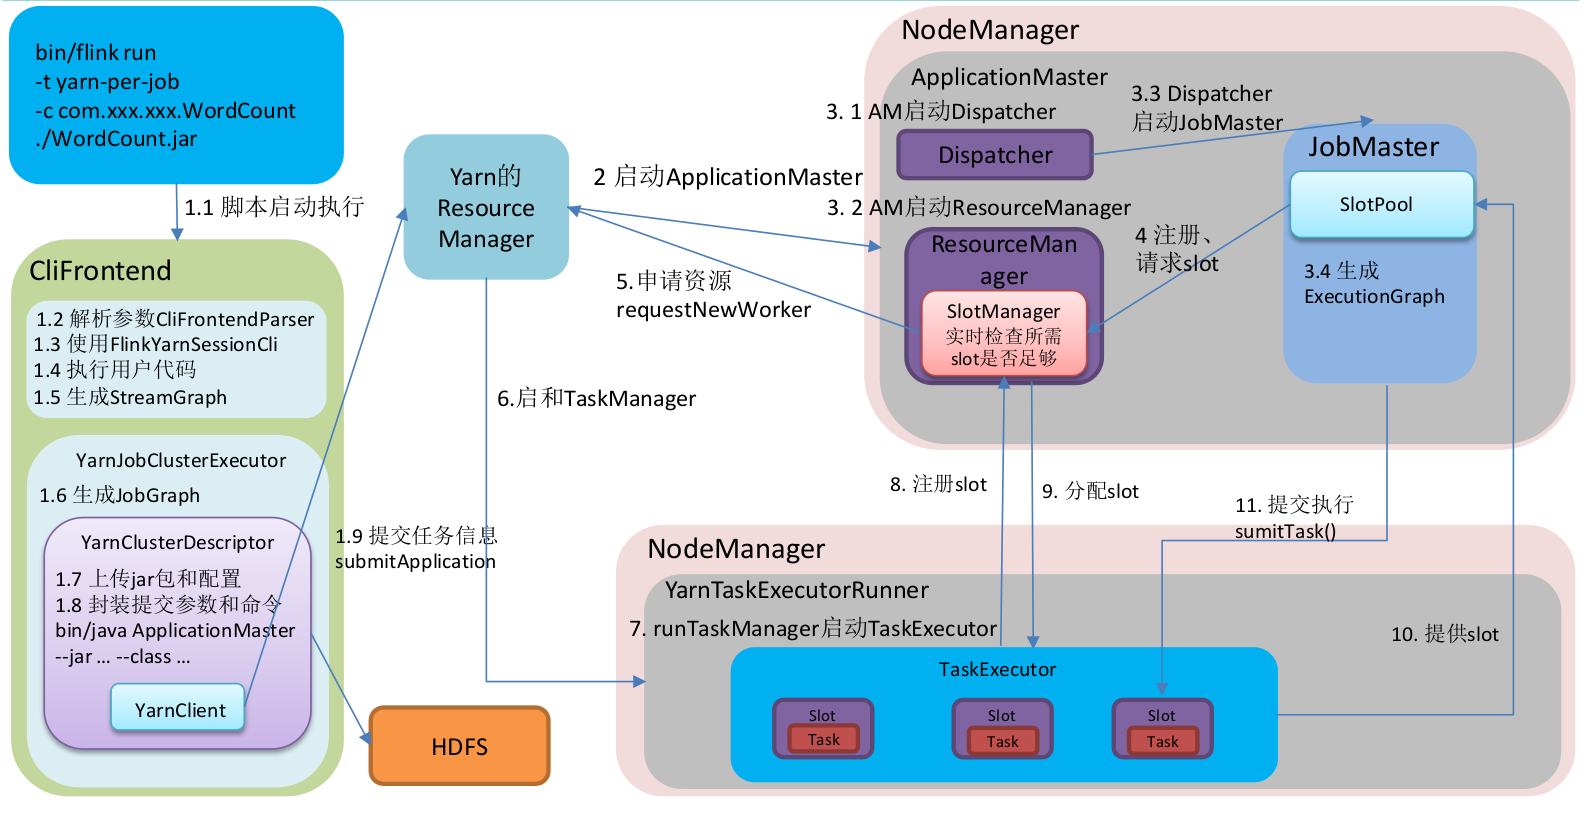 bin/flink run
-t yarn-per-job
-c com.xxx.xxx.WordCount
./WordCount.jar
1.1 脚本启动执行
CliFrontend
1.2 解析参数CliFrontendParser
1.3 使用FlinkYarnSessionCli
1.4 执行用户代码
1.5 生成StreamGraph
YarnJobClusterExecutor
1.6 生成JobGraph
YarnClusterDescriptor
1.7 上传jar包和配置
1.8 封装提交参数和命令
bin/java ApplicationMaster
--jar ... --class ...
YarnClient
1.9 提交任务信息
submitApplication
HDFS
Yarn的
Resource
Manager
2 启动ApplicationMaster
5.申请资源
requestNewWorker
6.启和TaskManager
NodeManager
ApplicationMaster
3. 1 AM启动Dispatcher
Dispatcher
3. 2 AM启动ResourceManager
ResourceMan
ager
SlotManager
实时检查所需
slot是否足够
3.3 Dispatcher
启动JobMaster
JobMaster
SlotPool
3.4 生成
ExecutionGraph
4 注册、
请求slot
8. 注册slot
9. 分配slot
11. 提交执行
sumitTask()
10. 提供slot
NodeManager
YarnTaskExecutorRunner
7. runTaskManager启动TaskExecutor
TaskExecutor
Slot
Task
Slot
Task
Slot
Task